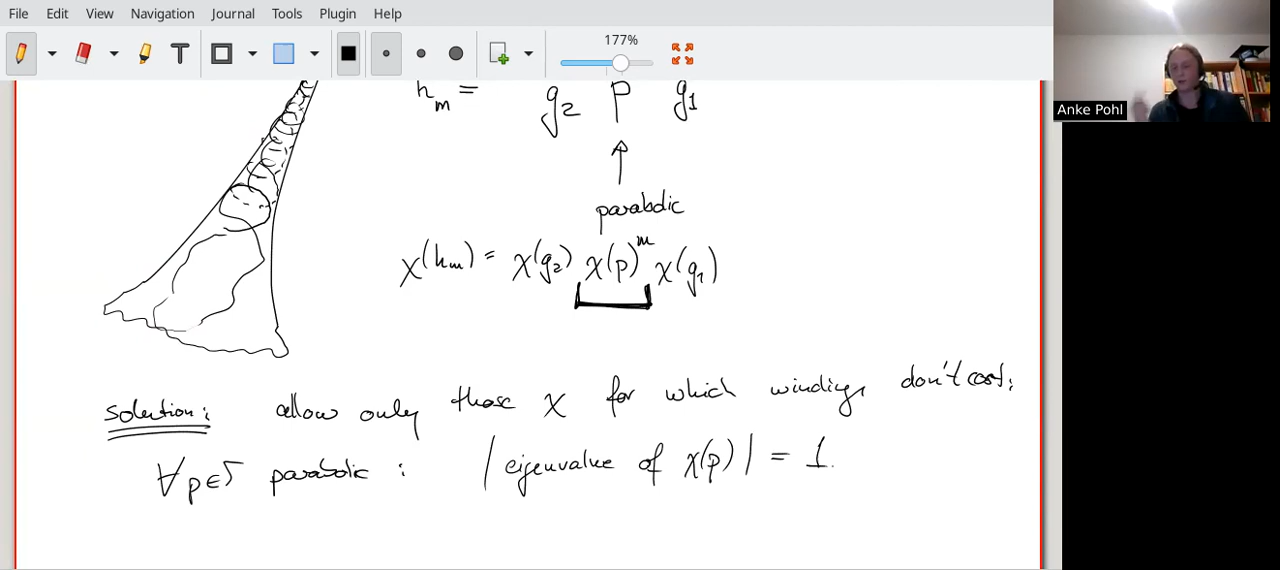 File Edit View Navigation Journal Tools Plugin Help
177%
Anke Pohl
h_m = g_2 p g_1
↑
parabolic
χ(h_m) = χ(g_2) χ(p)^m χ(g_1)
solution: allow only those χ for which windings don't cost:
∀ p ∈ Γ parabolic : | eigenvalue of χ(p) | = 1.